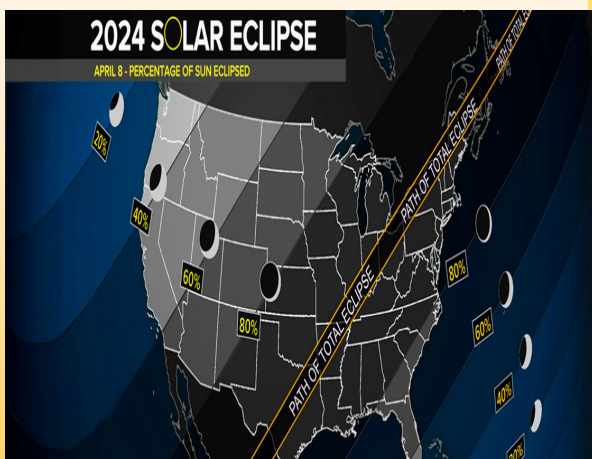 2024 SOLAR ECLIPSE
APRIL 8 - PERCENTAGE OF SUN ECLIPSED
PATH OF TOTAL
PATH OF TOTAL ECLIPSE
PATH OF TOTAL ECLIPSE
20%
40%
60%
80%
80%
60%
40%
20%